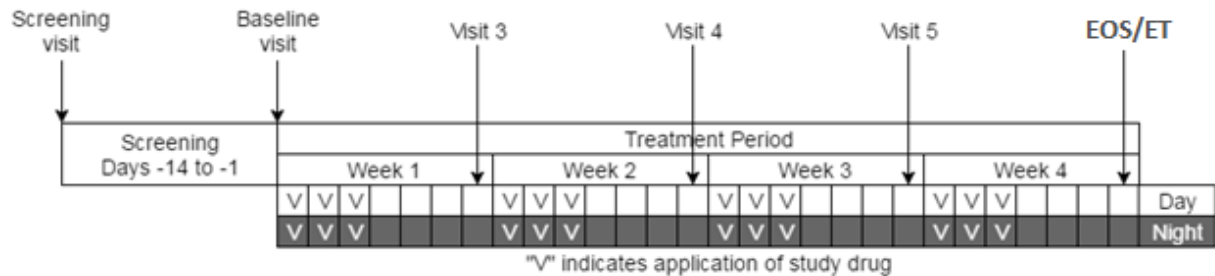 Screening
visit
Baseline
visit
Visit 3
Visit 4
Visit 5
EOS/ET
Screening
Days -14 to -1
Treatment Period
Week 1 Week 2 Week 3 Week 4
V V V V V V V V V V V V Day
V V V V V V V V V V V V Night
"V" indicates application of study drug